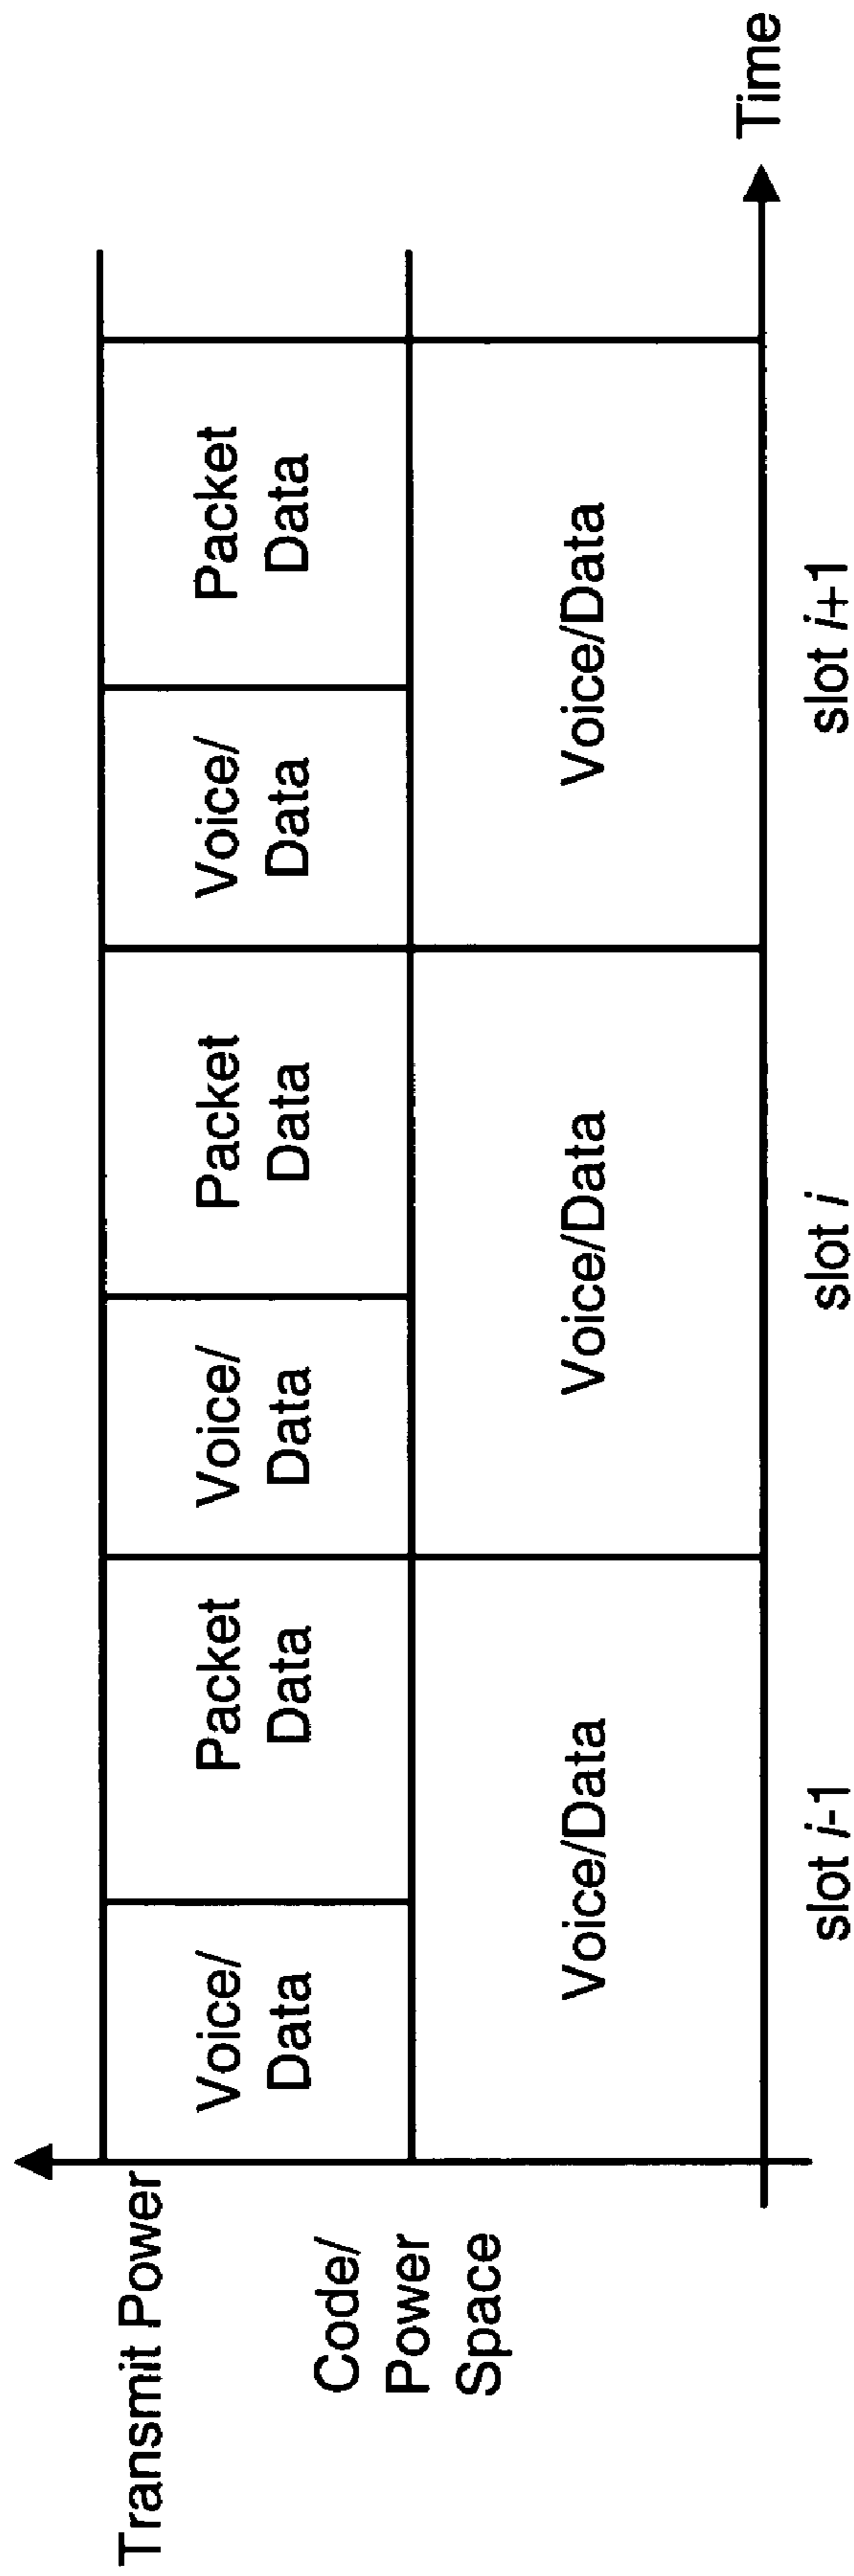 Transmit Power
Voice/
Data
Packet
Data
Voice/
Data
Packet
Data
Voice/
Data
Packet
Data
Code/
Power
Space
Voice/Data
Voice/Data
Voice/Data
Time
slot i-1
slot i
slot i+1